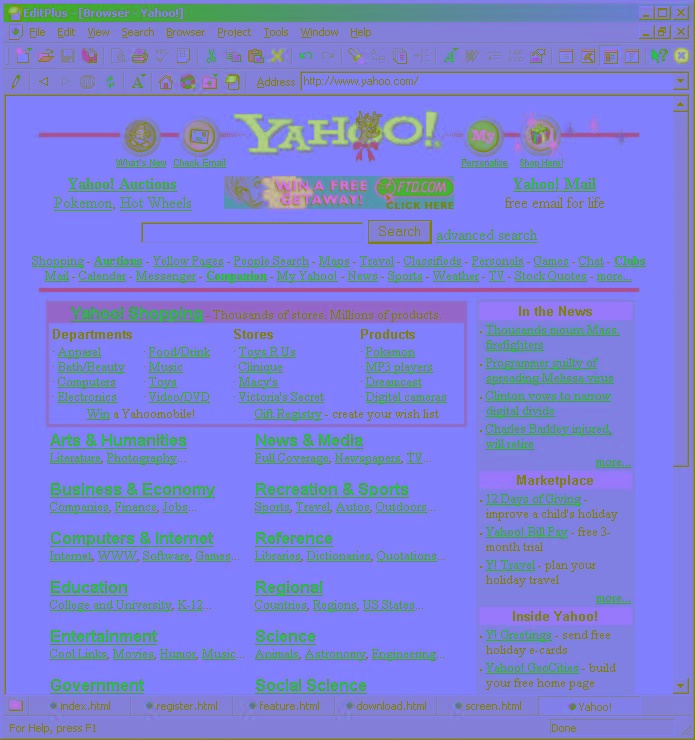 EditPlus - [Browser - Yahoo!]
File Edit View Search Browser Project Tools Window Help
Address http://www.yahoo.com/
YAHOO!
What's New Check Email Personalize Shop Here!
My
Yahoo! Auctions
Pokemon, Hot Wheels
WIN A FREE GETAWAY! FTD.COM CLICK HERE
Yahoo! Mail
free email for life
Search advanced search
Shopping - Auctions - Yellow Pages - People Search - Maps - Travel - Classifieds - Personals - Games - Chat - Clubs
Mail - Calendar - Messenger - Companion - My Yahoo! - News - Sports - Weather - TV - Stock Quotes - more...
Yahoo! Shopping - Thousands of stores. Millions of products.
Departments Stores Products
· Apparel · Food/Drink · Toys R Us · Pokemon
· Bath/Beauty · Music · Clinique · MP3 players
· Computers · Toys · Macy's · Dreamcast
· Electronics · Video/DVD · Victoria's Secret · Digital cameras
Win a Yahoomobile! Gift Registry - create your wish list
Arts & Humanities
Literature, Photography...
News & Media
Full Coverage, Newspapers, TV...
Business & Economy
Companies, Finance, Jobs...
Recreation & Sports
Sports, Travel, Autos, Outdoors...
Computers & Internet
Internet, WWW, Software, Games...
Reference
Libraries, Dictionaries, Quotations...
Education
College and University, K-12...
Regional
Countries, Regions, US States...
Entertainment
Cool Links, Movies, Humor, Music...
Science
Animals, Astronomy, Engineering...
Government
Social Science
In the News
· Thousands mourn Mass. firefighters
· Programmer guilty of spreading Melissa virus
· Clinton vows to narrow digital divide
· Charles Barkley injured, will retire
more...
Marketplace
· 12 Days of Giving - improve a child's holiday
· Yahoo! Bill Pay - free 3-month trial
· Y! Travel - plan your holiday travel
more...
Inside Yahoo!
· Y! Greetings - send free holiday e-cards
· Yahoo! GeoCities - build your free home page
index.html register.html feature.html download.html screen.html Yahoo!
For Help, press F1 Done